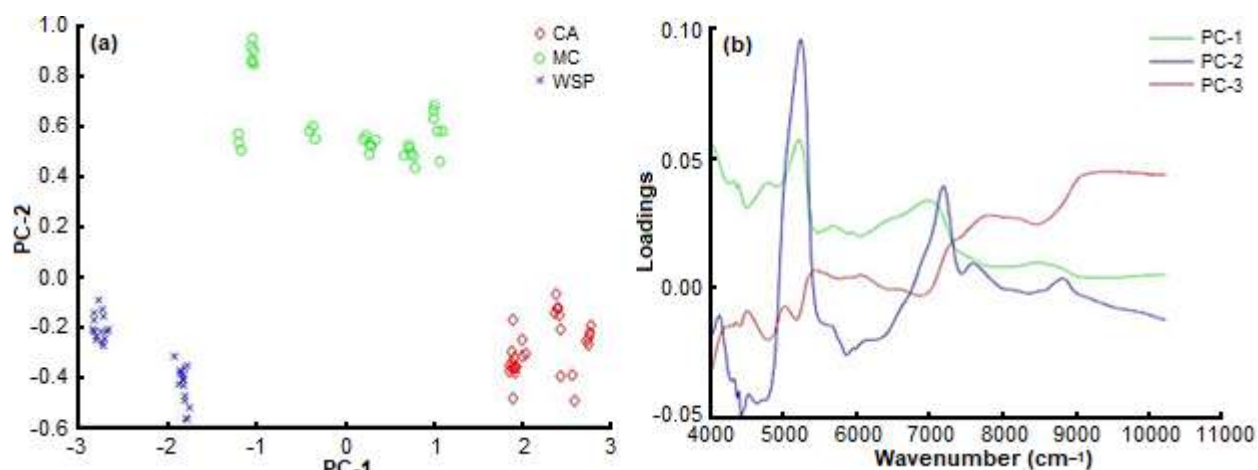 (a)
CA
MC
WSP
PC-2
1.0
0.8
0.6
0.4
0.2
0.0
-0.2
-0.4
-0.6
-3
-2
-1
0
1
2
3
PC-1
(b)
PC-1
PC-2
PC-3
Loadings
0.10
0.05
0.00
-0.05
4000 5000 6000 7000 8000 9000 10000 11000
Wavenumber (cm⁻¹)